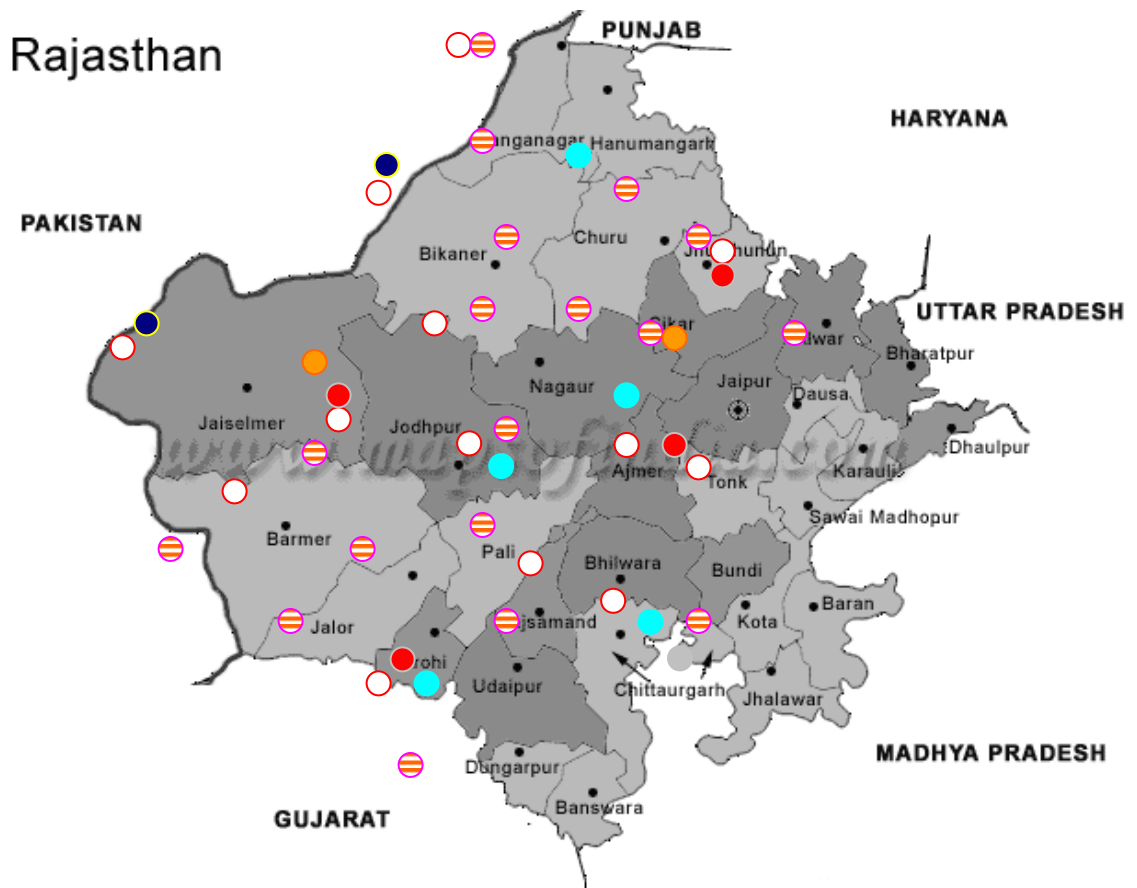 Rajasthan
PUNJAB
HARYANA
PAKISTAN
UTTAR PRADESH
Hanumangarh
Churu
Bikaner
Bharatpur
Nagaur
Jaipur
Dausa
Jaiselmer
Jodhpur
Dhaulpur
Ajmer
Karauli
Tonk
Sawai Madhopur
Barmer
Pali
Bhilwara
Bundi
Baran
Kota
Jalor
Udaipur
Chittaurgarh
Jhalawar
MADHYA PRADESH
Dungarpur
Banswara
GUJARAT